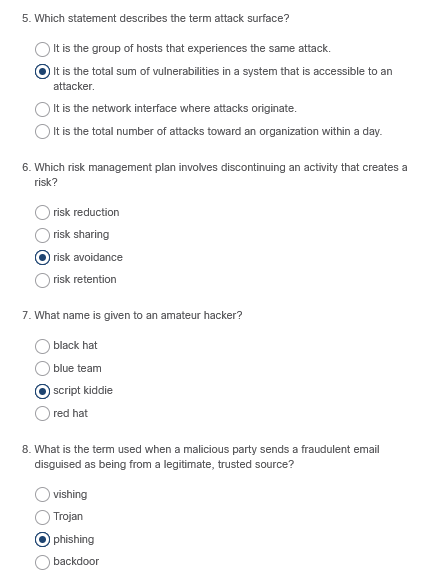 5. Which statement describes the term attack surface?
It is the group of hosts that experiences the same attack.
It is the total sum of vulnerabilities in a system that is accessible to an
attacker.
It is the network interface where attacks originate.
It is the total number of attacks toward an organization within a day.
6. Which risk management plan involves discontinuing an activity that creates a
risk?
risk reduction
risk sharing
risk avoidance
risk retention
7. What name is given to an amateur hacker?
black hat
blue team
script kiddie
red hat
8. What is the term used when a malicious party sends a fraudulent email
disguised as being from a legitimate, trusted source?
vishing
Trojan
phishing
backdoor